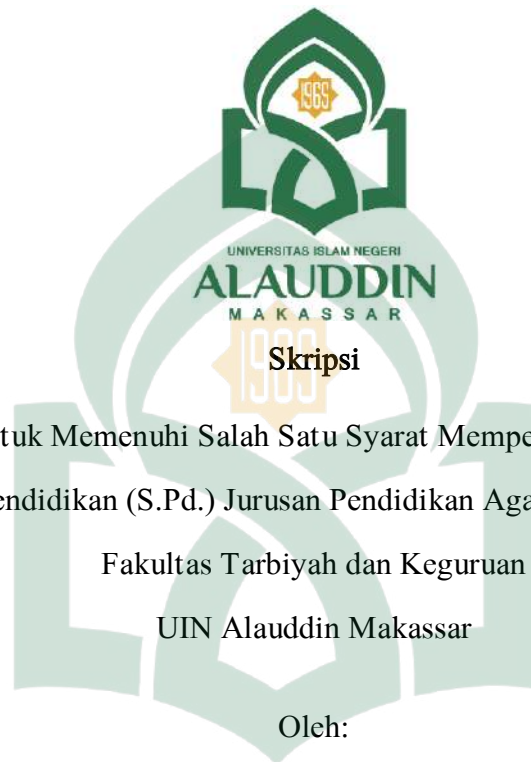 1965
UNIVERSITAS ISLAM NEGERI
ALAUDDIN
MAKASSAR
Skripsi
tuk Memenuhi Salah Satu Syarat Mempe
endidikan (S.Pd.) Jurusan Pendidikan Aga
Fakultas Tarbiyah dan Keguruan
UIN Alauddin Makassar
Oleh: